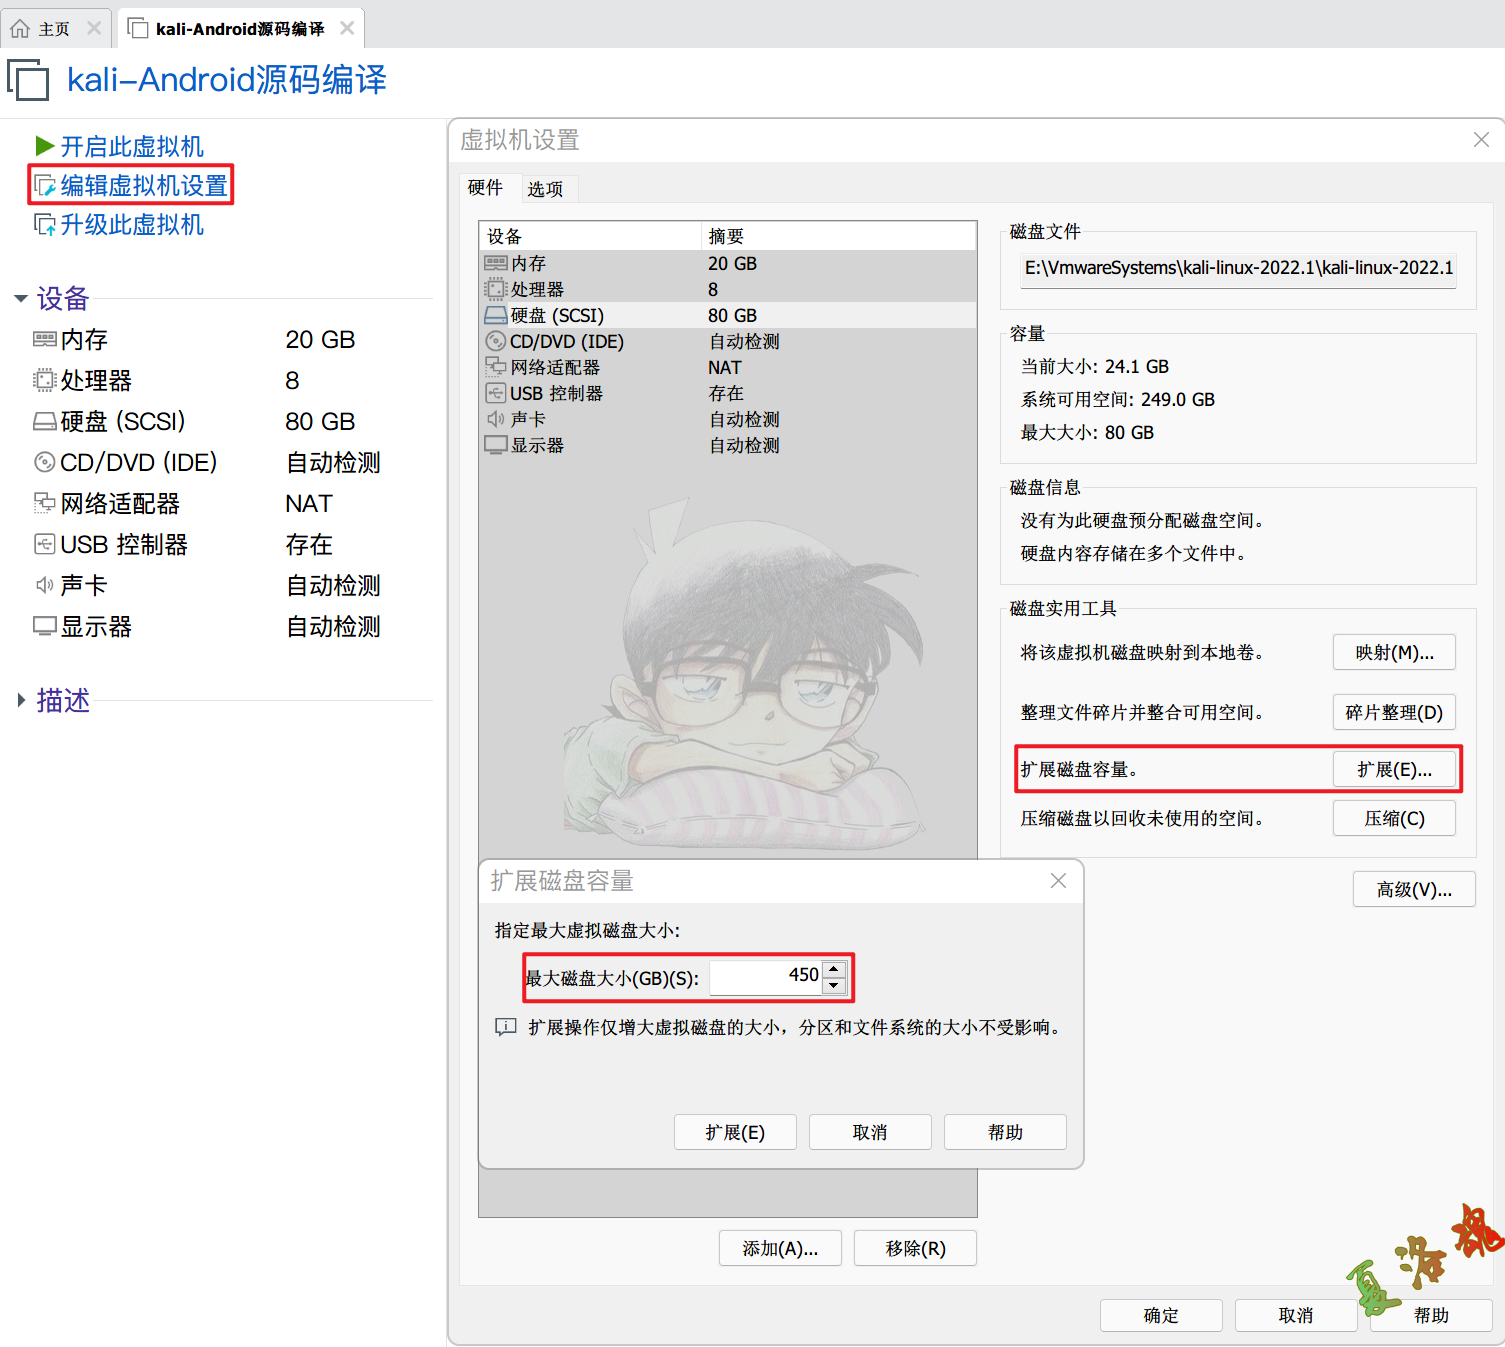 主页
kali-Android源码编译
kali-Android源码编译
开启此虚拟机
编辑虚拟机设置
升级此虚拟机
设备
内存 20 GB
处理器 8
硬盘 (SCSI) 80 GB
CD/DVD (IDE) 自动检测
网络适配器 NAT
USB 控制器 存在
声卡 自动检测
显示器 自动检测
描述
虚拟机设置
硬件 选项
设备 摘要
内存 20 GB
处理器 8
硬盘 (SCSI) 80 GB
CD/DVD (IDE) 自动检测
网络适配器 NAT
USB 控制器 存在
声卡 自动检测
显示器 自动检测
磁盘文件
E:\VmwareSystems\kali-linux-2022.1\kali-linux-2022.1
容量
当前大小: 24.1 GB
系统可用空间: 249.0 GB
最大大小: 80 GB
磁盘信息
没有为此硬盘预分配磁盘空间。
硬盘内容存储在多个文件中。
磁盘实用工具
将该虚拟机磁盘映射到本地卷。 映射(M)...
整理文件碎片并整合可用空间。 碎片整理(D)
扩展磁盘容量。 扩展(E)...
压缩磁盘以回收未使用的空间。 压缩(C)
高级(V)...
扩展磁盘容量
指定最大虚拟磁盘大小:
最大磁盘大小(GB)(S): 450
扩展操作仅增大虚拟磁盘的大小，分区和文件系统的大小不受影响。
扩展(E) 取消 帮助
添加(A)... 移除(R)
夏洛魂
确定 取消 帮助